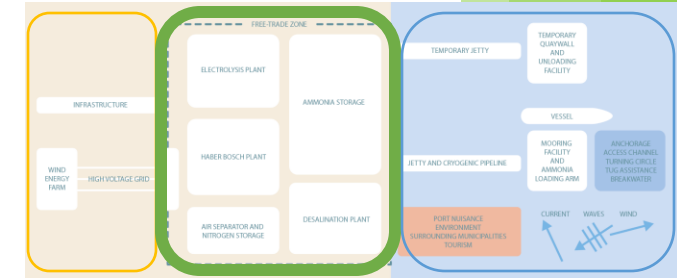 FREE-TRADE ZONE
INFRASTRUCTURE
WIND
ENERGY
FARM
HIGH VOLTAGE GRID
ELECTROLYSIS PLANT
HABER BOSCH PLANT
AIR SEPARATOR AND
NITROGEN STORAGE
AMMONIA STORAGE
DESALINATION PLANT
TEMPORARY JETTY
TEMPORARY
QUAYWALL
AND
UNLOADING
FACILITY
VESSEL
JETTY AND CRYOGENIC PIPELINE
MOORING
FACILITY
AND
AMMONIA
LOADING ARM
ANCHORAGE
ACCESS CHANNEL
TURNING CIRCLE
TUG ASSISTANCE
BREAKWATER
PORT NUISANCE
ENVIRONMENT
SURROUNDING MUNICIPALITIES
TOURISM
CURRENT WAVES WIND